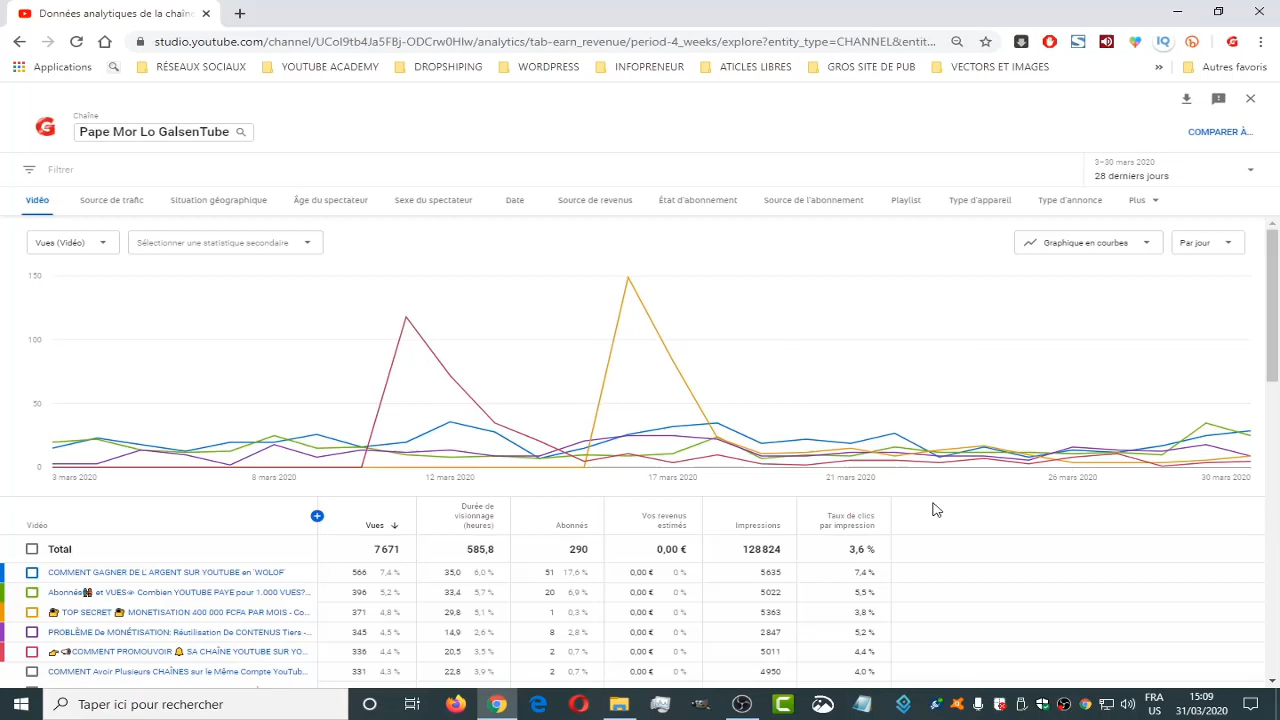 Données analytiques de la chaîne
studio.youtube.com/channel/UCoI9tb4Ja5FBj-ODCrw0Hlw/analytics/tab-earn_revenue/period-4_weeks/explore?entity_type=CHANNEL&entit...
Applications RÉSEAUX SOCIAUX YOUTUBE ACADEMY DROPSHIPING WORDPRESS INFOPRENEUR ATICLES LIBRES GROS SITE DE PUB VECTORS ET IMAGES » Autres favoris
Chaîne
Pape Mor Lo GalsenTube
COMPARER À...
Filtrer
3–30 mars 2020
28 derniers jours
Vidéo Source de trafic Situation géographique Âge du spectateur Sexe du spectateur Date Source de revenus État d'abonnement Source de l'abonnement Playlist Type d'appareil Type d'annonce Plus
Vues (Vidéo) Sélectionner une statistique secondaire Graphique en courbes Par jour
150
100
50
0
3 mars 2020 8 mars 2020 12 mars 2020 17 mars 2020 21 mars 2020 26 mars 2020 30 mars 2020
Vidéo Vues Durée de visionnage (heures) Abonnés Vos revenus estimés Impressions Taux de clics par impression
Total 7 671 585,8 290 0,00 € 128 824 3,6 %
COMMENT GAGNER DE L ARGENT SUR YOUTUBE en 'WOLOF' 566 7,4 % 35,0 6,0 % 51 17,6 % 0,00 € 0 % 5 635 7,4 %
Abonnés et VUES Combien YOUTUBE PAYE pour 1.000 VUES?... 396 5,2 % 33,4 5,7 % 20 6,9 % 0,00 € 0 % 5 022 5,5 %
TOP SECRET MONETISATION 400 000 FCFA PAR MOIS - Co... 371 4,8 % 29,8 5,1 % 1 0,3 % 0,00 € 0 % 5 363 3,8 %
PROBLÈME De MONÉTISATION: Réutilisation De CONTENUS Tiers -... 345 4,5 % 14,9 2,6 % 8 2,8 % 0,00 € 0 % 2 847 5,2 %
COMMENT PROMOUVOIR SA CHAÎNE YOUTUBE SUR YO... 336 4,4 % 20,5 3,5 % 2 0,7 % 0,00 € 0 % 5 011 4,4 %
COMMENT Avoir Plusieurs CHAÎNES sur le Même Compte YouTub... 331 4,3 % 22,8 3,9 % 2 0,7 % 0,00 € 0 % 4 950 4,0 %
Taper ici pour rechercher
FRA
US
15:09
31/03/2020